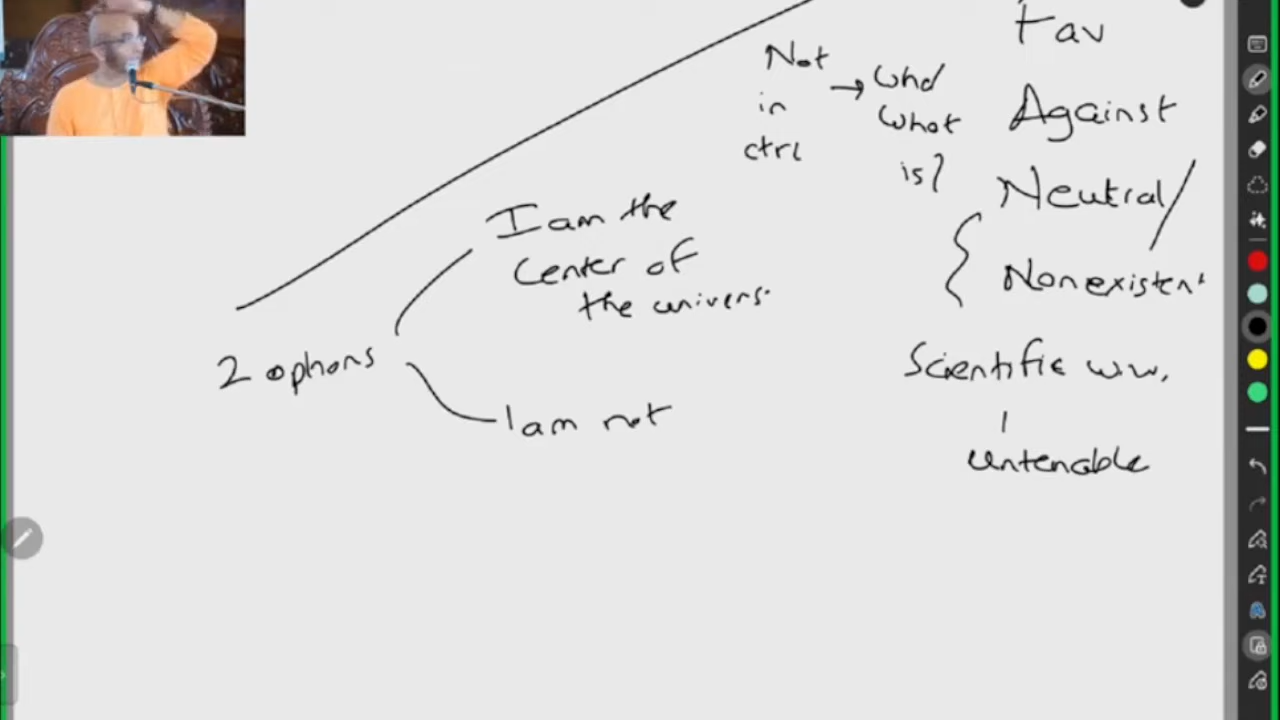 Fav
Not
in
ctrl
→ Who/
What
is?
Against
Neutral/
Nonexistent
I am the
center of
the univers
2 options
I am not
Scientific ww.
untenable